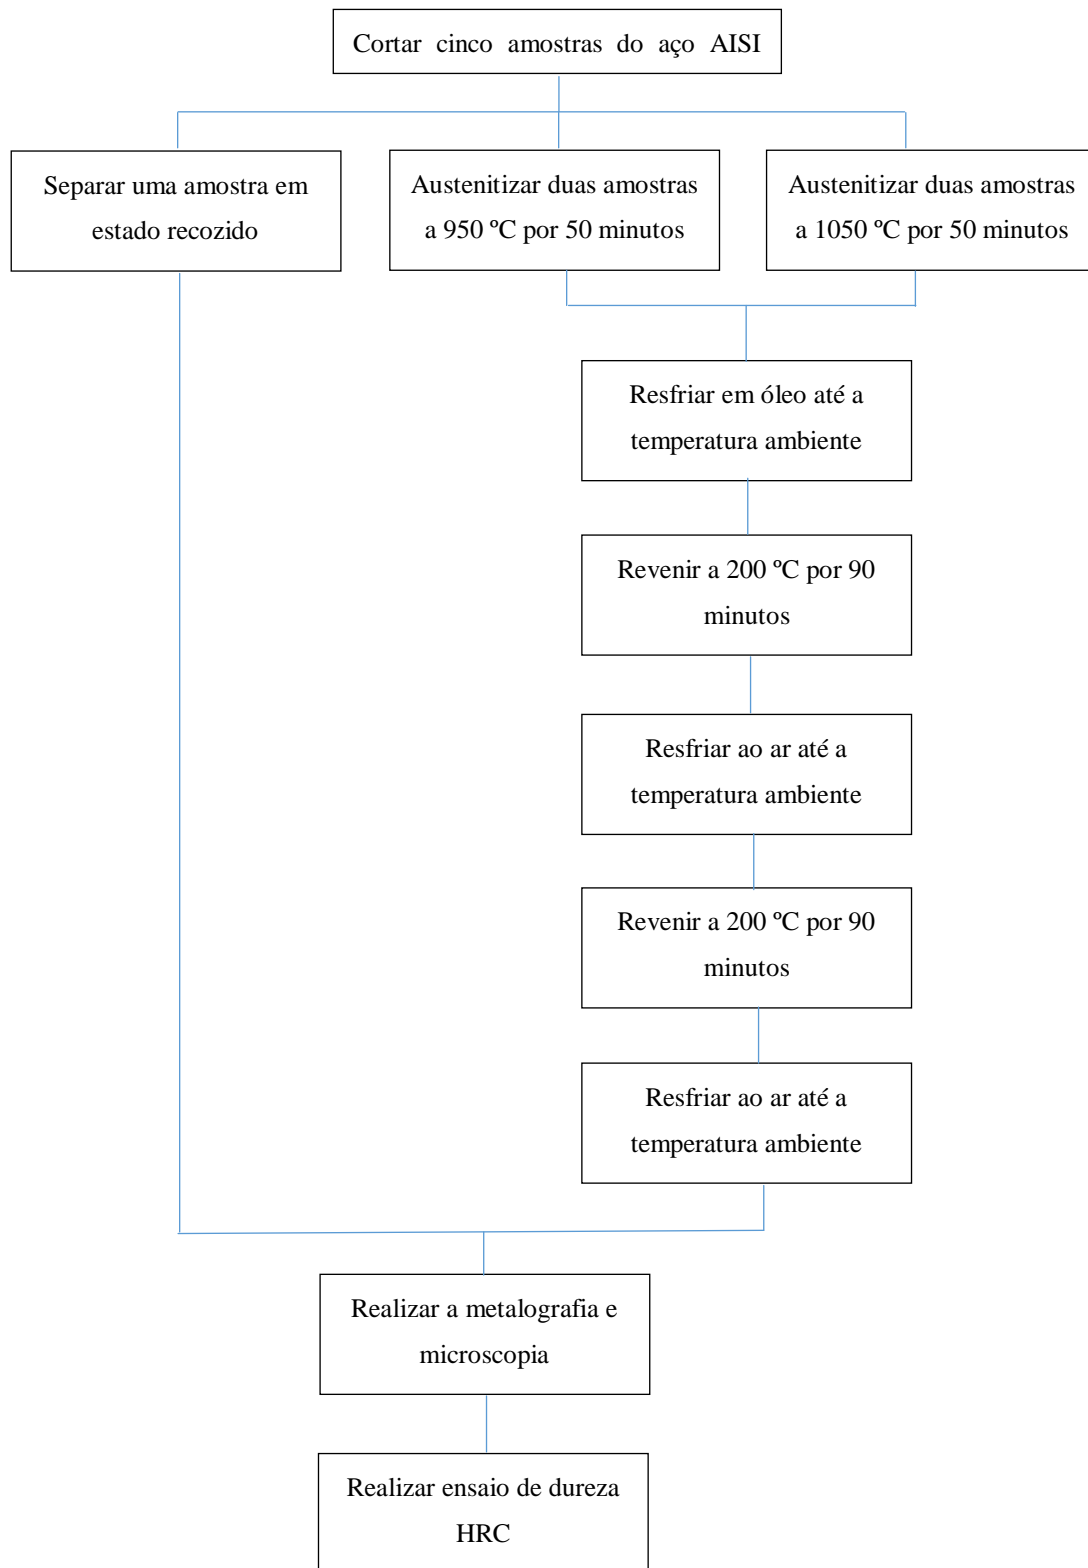 Cortar cinco amostras do aço AISI
Separar uma amostra em
estado recozido
Austenitizar duas amostras
a 950 ºC por 50 minutos
Austenitizar duas amostras
a 1050 ºC por 50 minutos
Resfriar em óleo até a
temperatura ambiente
Revenir a 200 ºC por 90
minutos
Resfriar ao ar até a
temperatura ambiente
Revenir a 200 ºC por 90
minutos
Resfriar ao ar até a
temperatura ambiente
Realizar a metalografia e
microscopia
Realizar ensaio de dureza
HRC